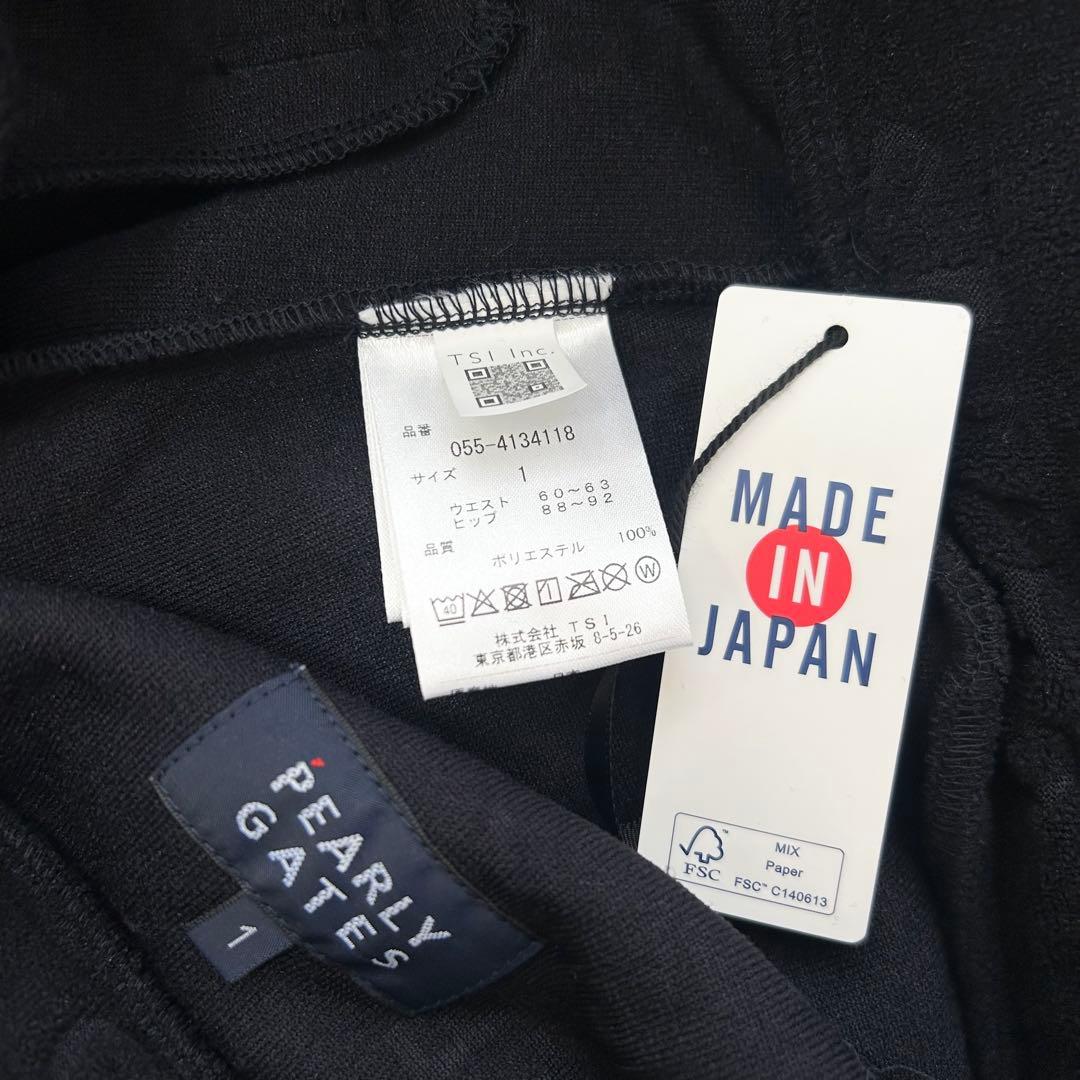 TSI Inc.
品番 055-4134118
サイズ 1
ウエスト 60～63
ヒップ 88～92
品質 ポリエステル 100%
40
W
株式会社 TSI
東京都港区赤坂 8-5-26
MADE
IN
JAPAN
FSC™
MIX
Paper
FSC™ C140613
PEARLY
GATES
1